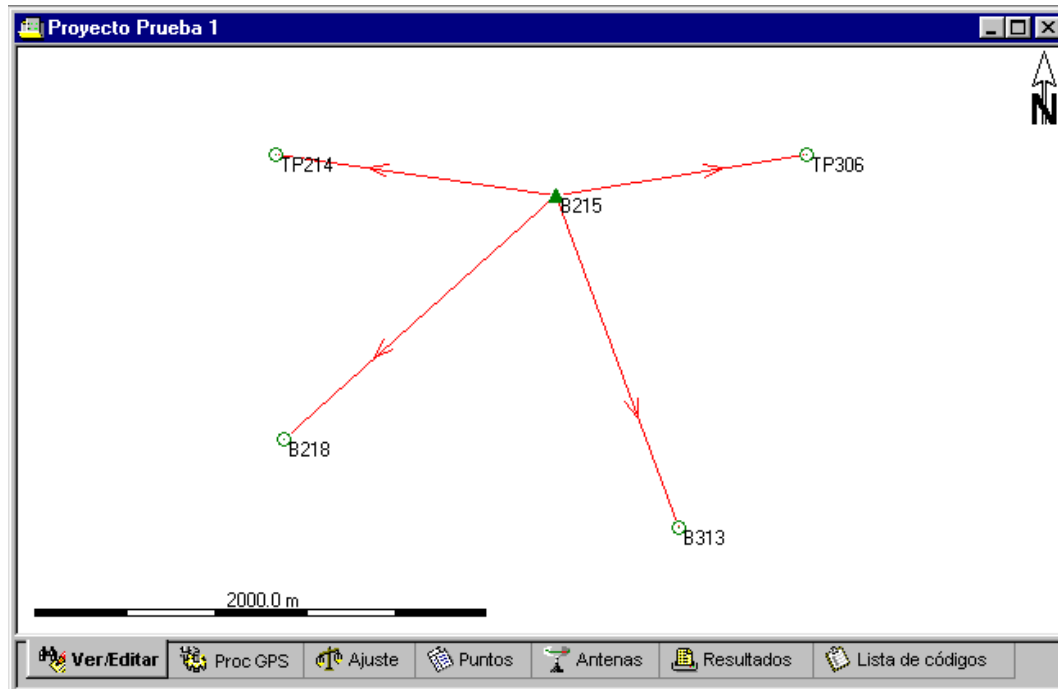 Proyecto Prueba 1
N
TP214
TP306
B215
B218
B313
2000.0 m
Ver/Editar Proc GPS Ajuste Puntos Antenas Resultados Lista de códigos